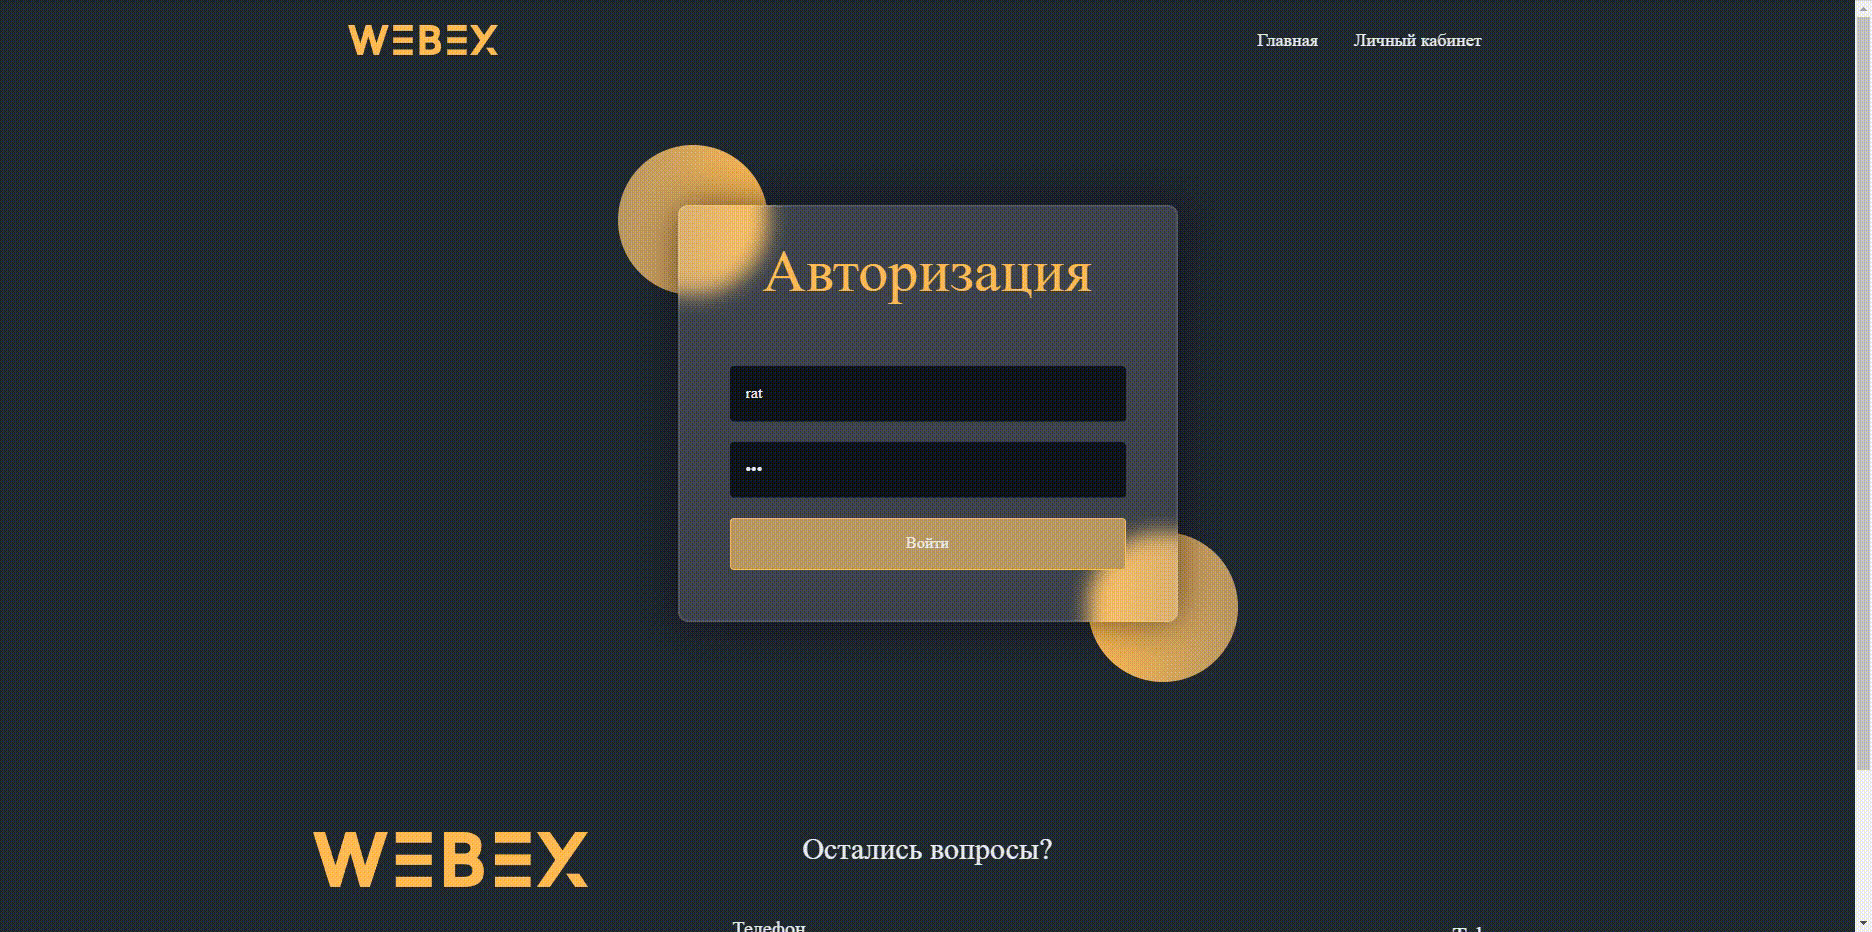 WEBEX
Главная Личный кабинет
Авторизация
rat
•••
Войти
WEBEX
Остались вопросы?
Телефон